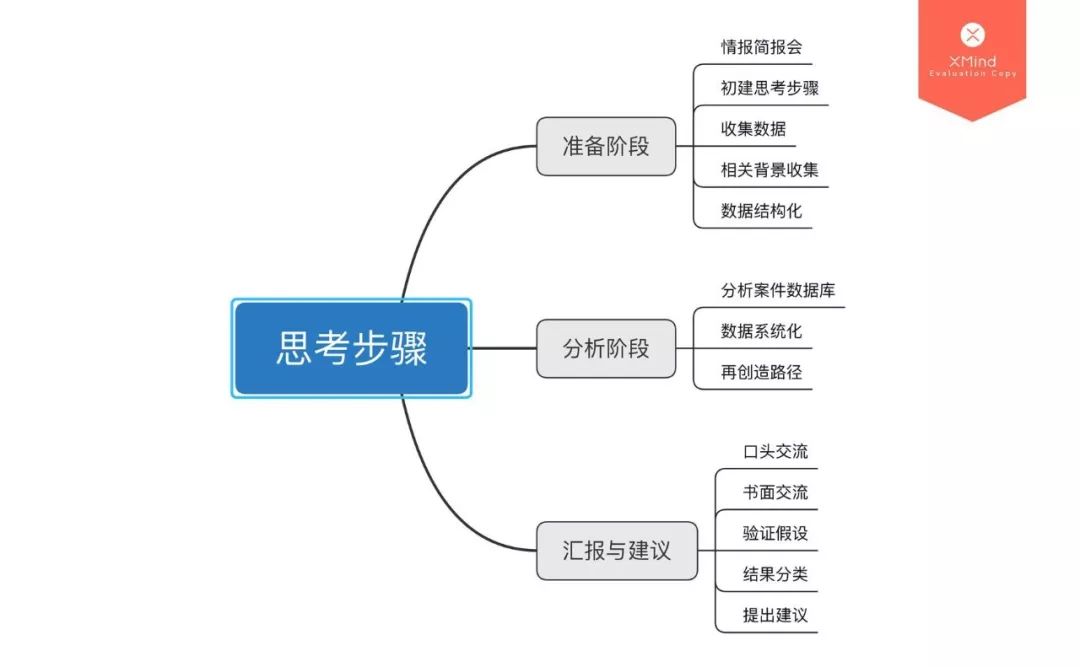 XMind
Evaluation Copy
思考步骤
准备阶段
情报简报会
初建思考步骤
收集数据
相关背景收集
数据结构化
分析阶段
分析案件数据库
数据系统化
再创造路径
汇报与建议
口头交流
书面交流
验证假设
结果分类
提出建议